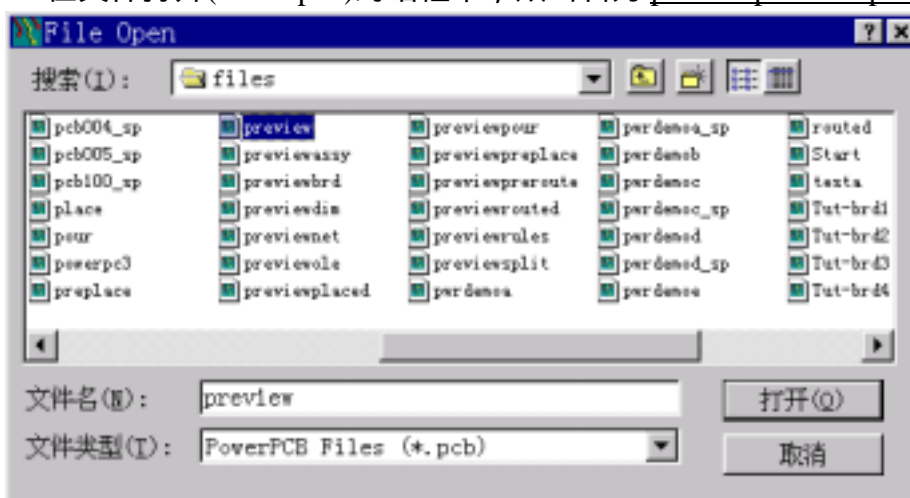 File Open
搜索(I): files
pcb004_sp preview previewpour pwrdemoa_sp routed
pcb005_sp previewassy previewpreplace pwrdemob Start
pcb100_sp previewbrd previewpreroute pwrdemoc testa
place previewdim previewrouted pwrdemoc_sp Tut-brd1
pour previewnet previewrules pwrdemod Tut-brd2
powerpc3 previewole previewsplit pwrdemod_sp Tut-brd3
preplace previewplaced pwrdemoa pwrdemoe Tut-brd4
文件名(N): preview 打开(O)
文件类型(T): PowerPCB Files (*.pcb) 取消